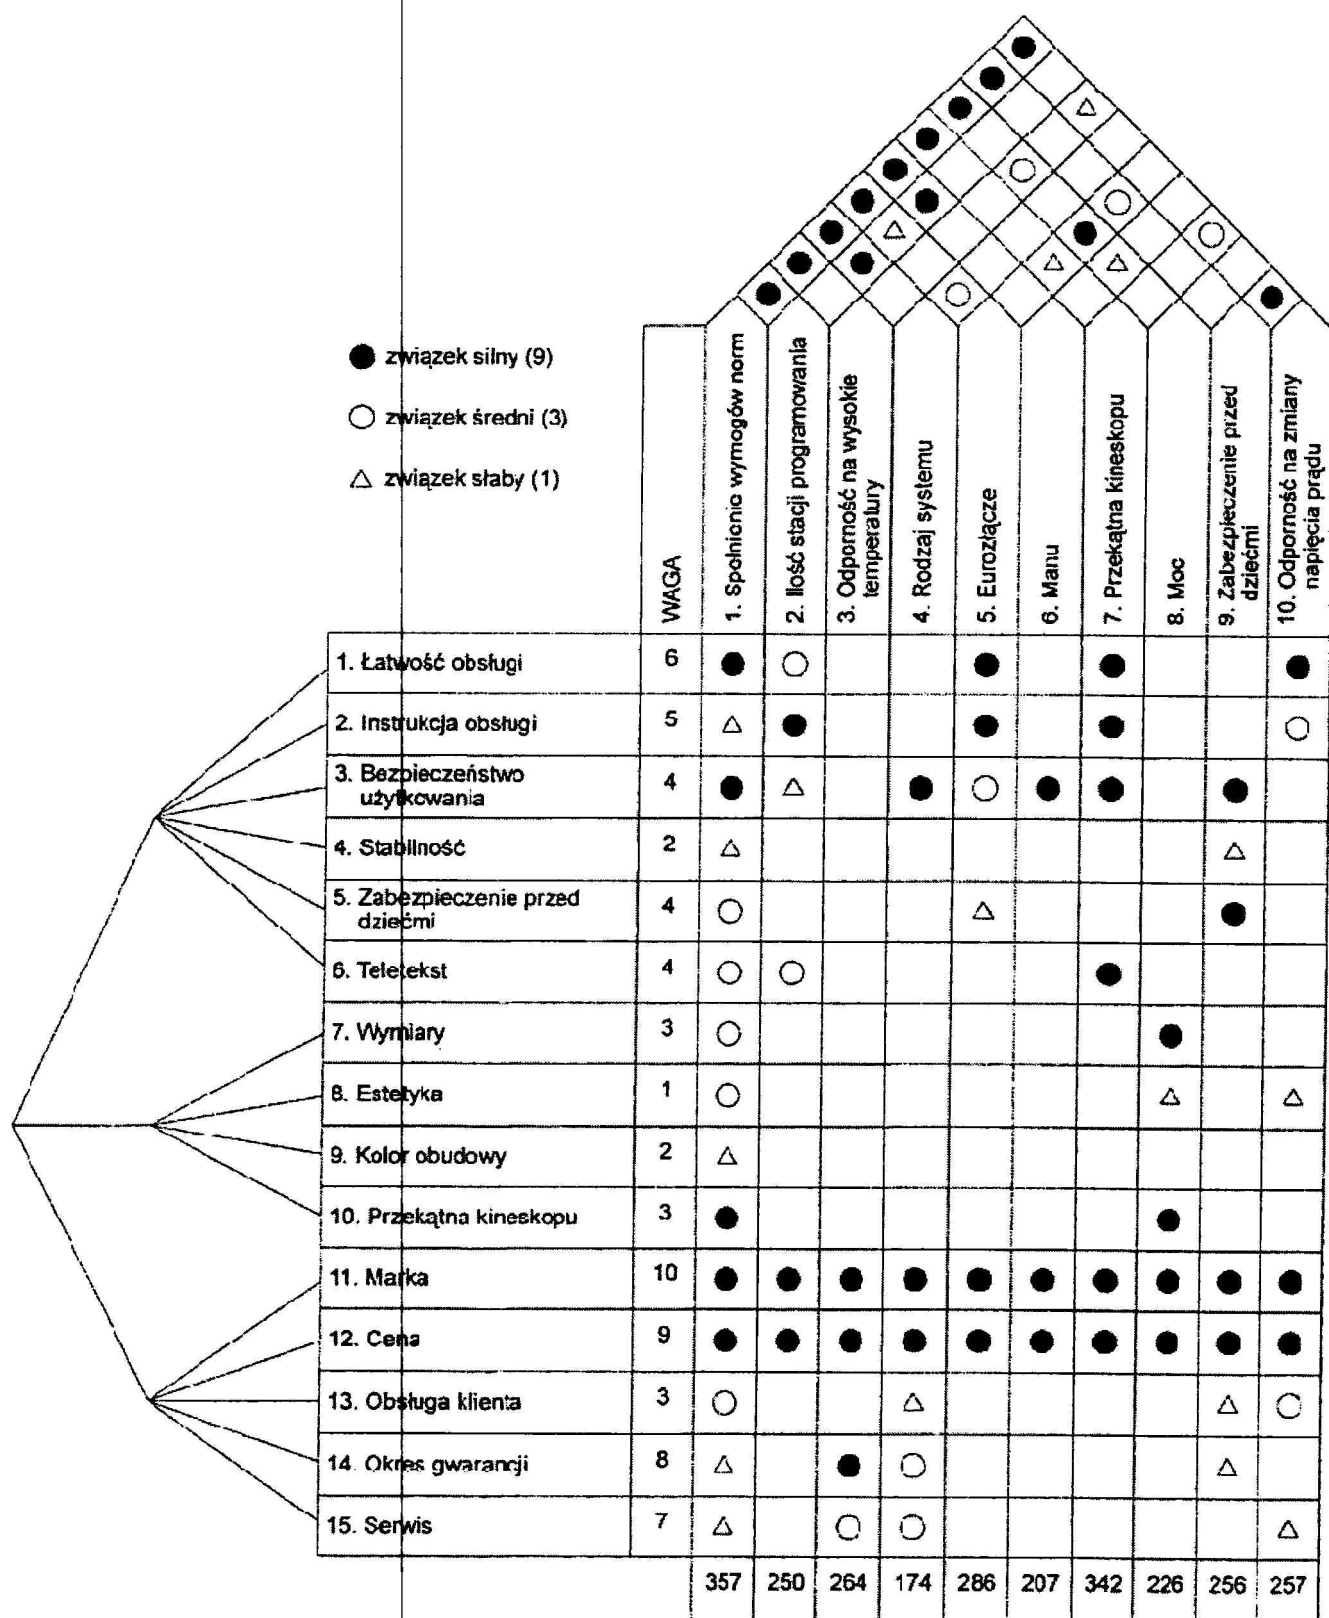 związek silny (9)
związek średni (3)
związek słaby (1)
WAGA
1. Społnionio wymogów norm
2. Ilość stacji programowania
3. Odporność na wysokie
temperatury
4. Rodzaj systemu
5. Eurozłącze
6. Manu
7. Przekątna kineskopu
8. Moc
9. Zabezpieczenie przed
dziećmi
10. Odporność na zmiany
napięcia prądu
1. Łatwość obsługi 6
2. Instrukcja obsługi 5
3. Bezpieczeństwo
użytkowania 4
4. Stabilność 2
5. Zabezpieczenie przed
dziećmi 4
6. Teletekst 4
7. Wymiary 3
8. Estetyka 1
9. Kolor obudowy 2
10. Przekątna kineskopu 3
11. Marka 10
12. Cena 9
13. Obsługa klienta 3
14. Okres gwarancji 8
15. Serwis 7
357 250 264 174 286 207 342 226 256 257